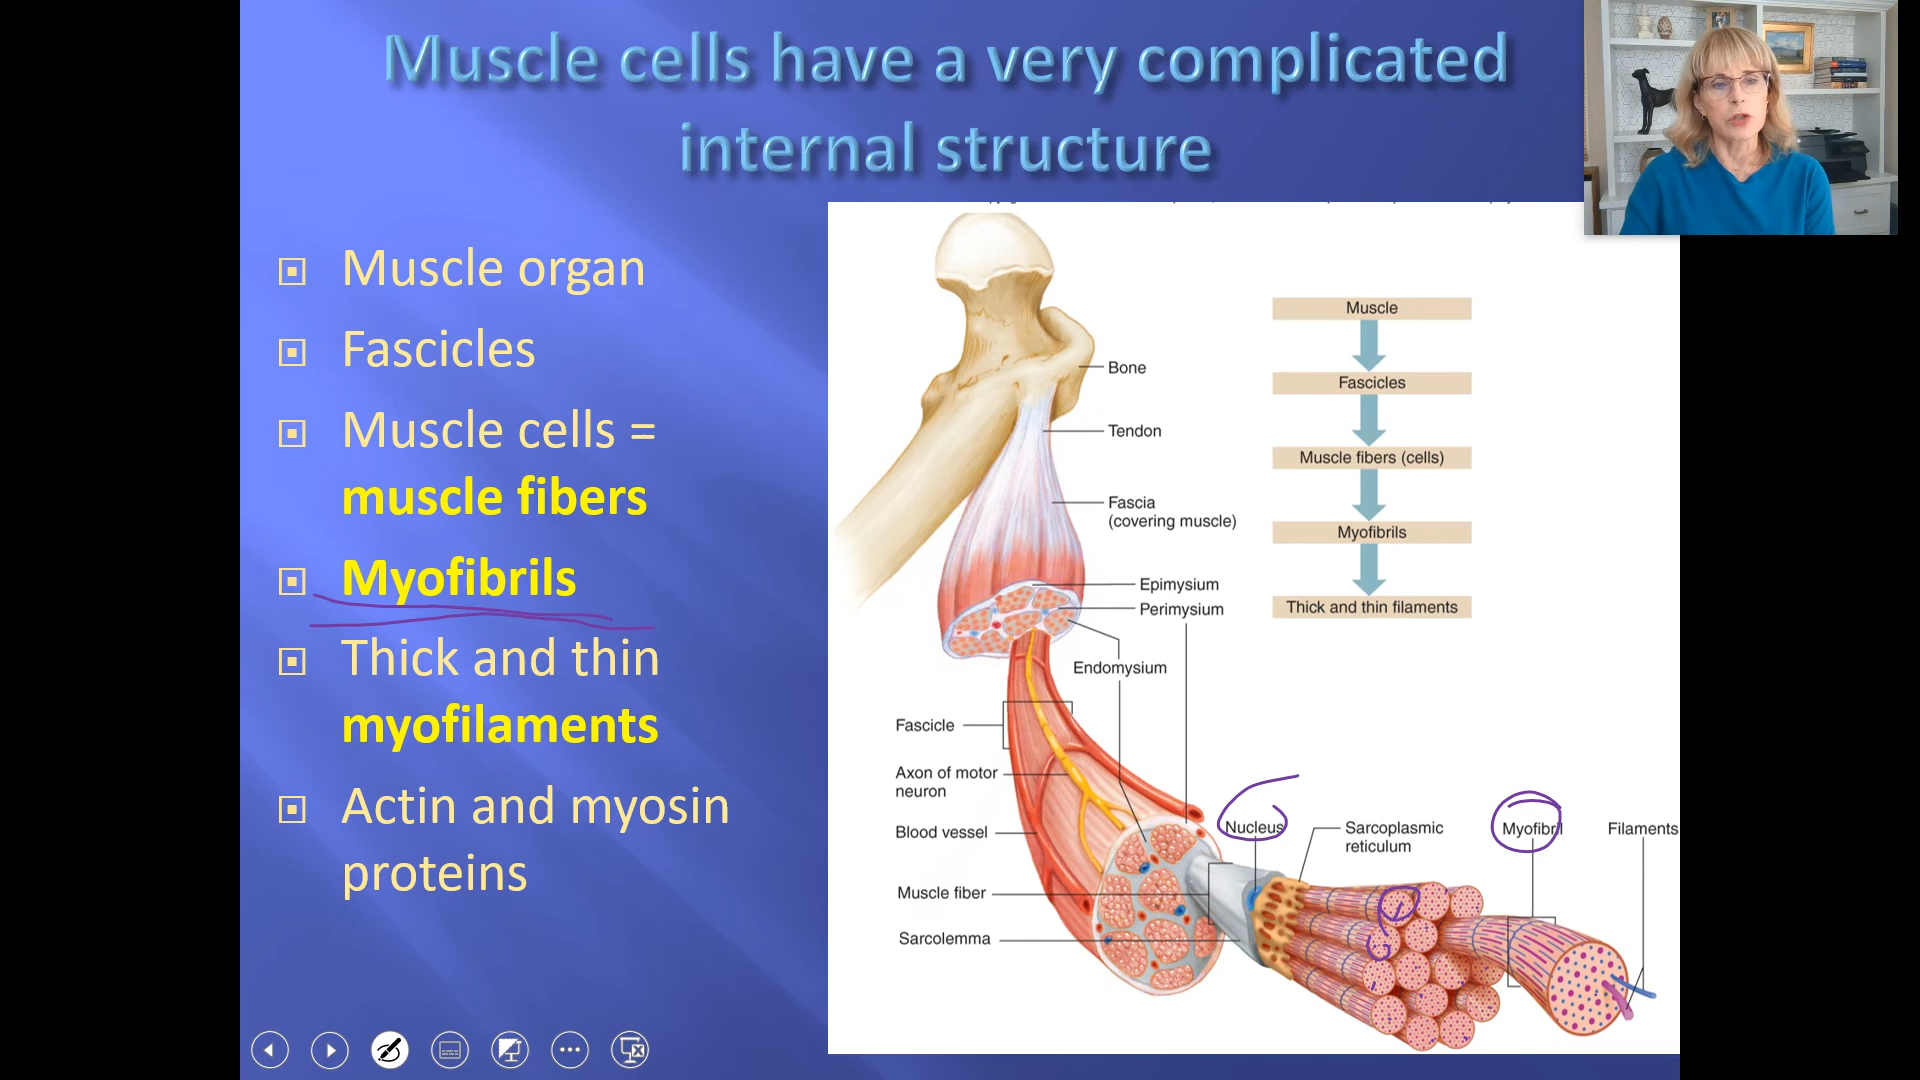 Muscle cells have a very complicated
internal structure
Muscle organ
Fascicles
Muscle cells =
muscle fibers
Myofibrils
Thick and thin
myofilaments
Actin and myosin
proteins
Muscle
Fascicles
Muscle fibers (cells)
Myofibrils
Thick and thin filaments
Bone
Tendon
Fascia
(covering muscle)
Epimysium
Perimysium
Endomysium
Fascicle
Axon of motor
neuron
Blood vessel
Muscle fiber
Sarcolemma
Nucleus
Sarcoplasmic
reticulum
Myofibril
Filaments